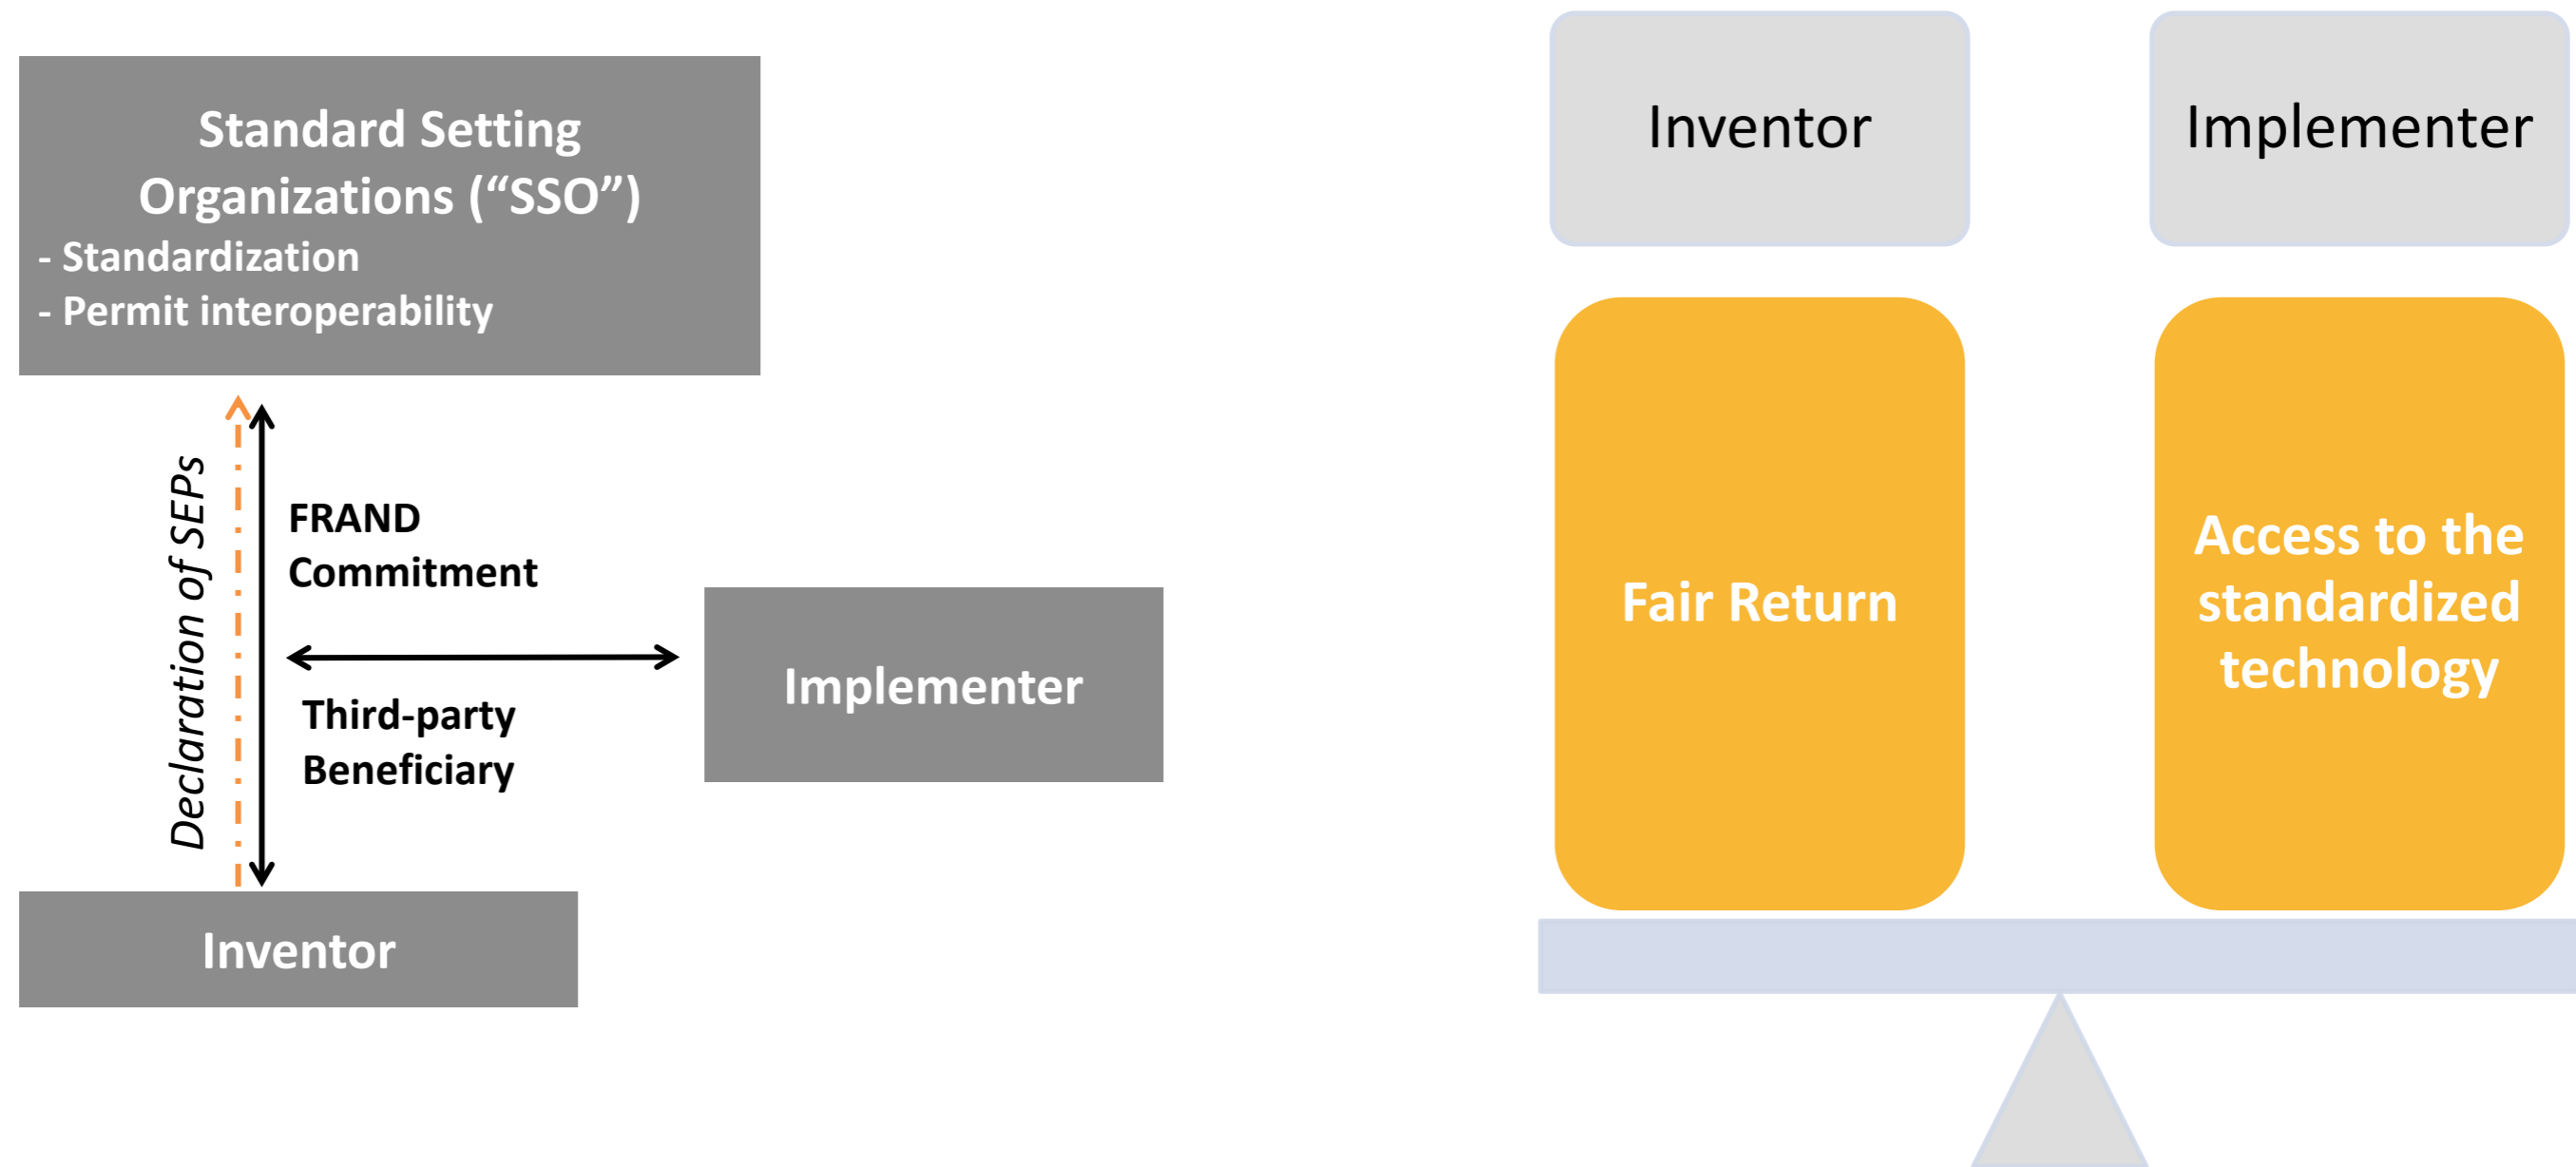 Standard Setting
Organizations (“SSO”)
- Standardization
- Permit interoperability
Declaration of SEPs
FRAND
Commitment
Third-party
Beneficiary
Implementer
Inventor
Inventor
Implementer
Fair Return
Access to the
standardized
technology